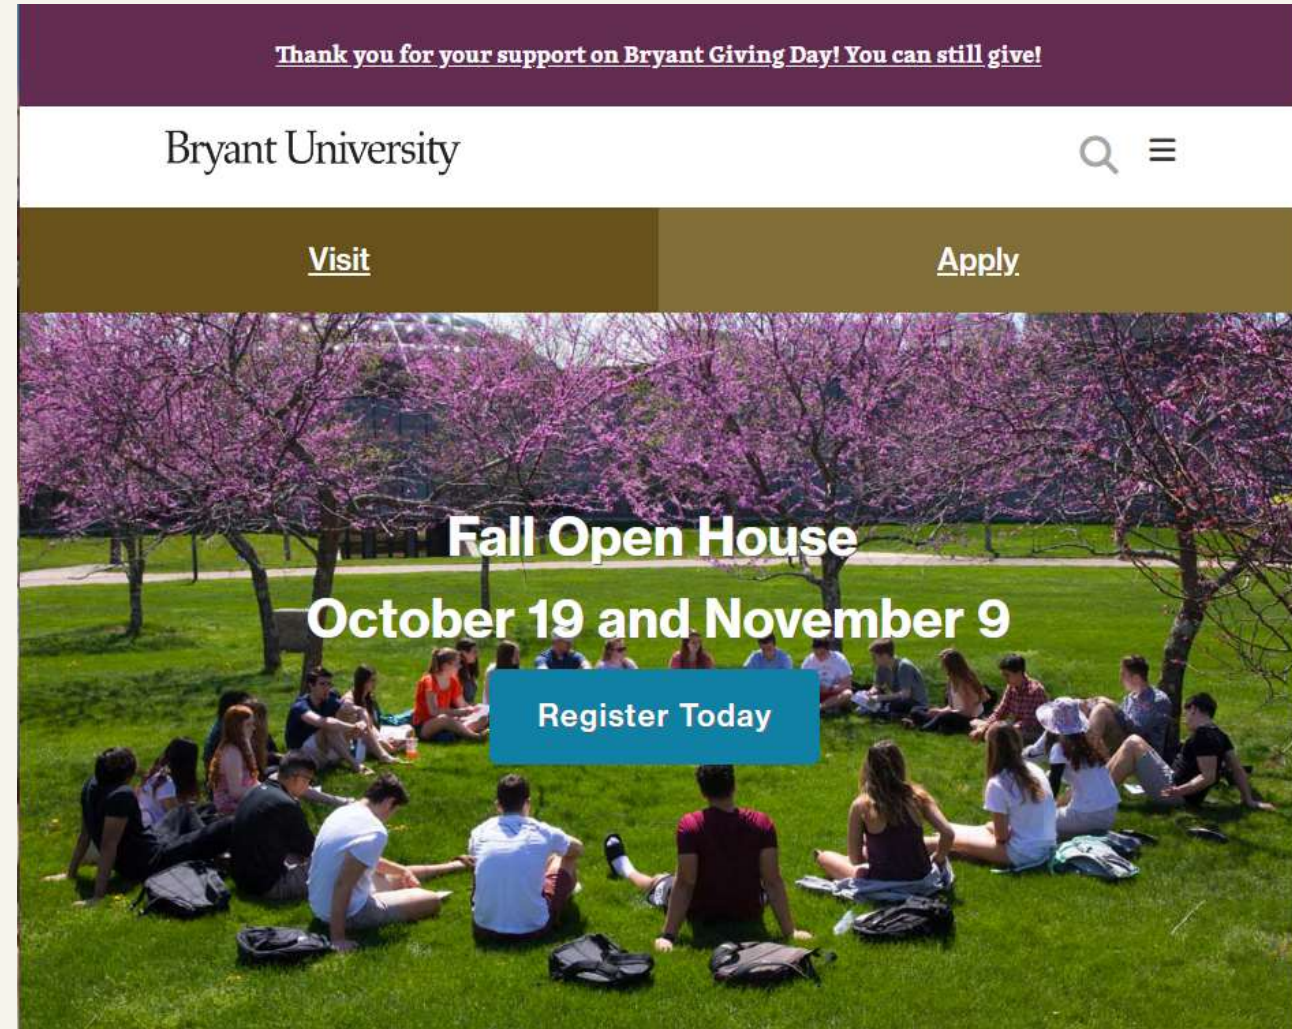 Thank you for your support on Bryant Giving Day! You can still give!
Bryant University
Visit
Apply
Fall Open House
October 19 and November 9
Register Today